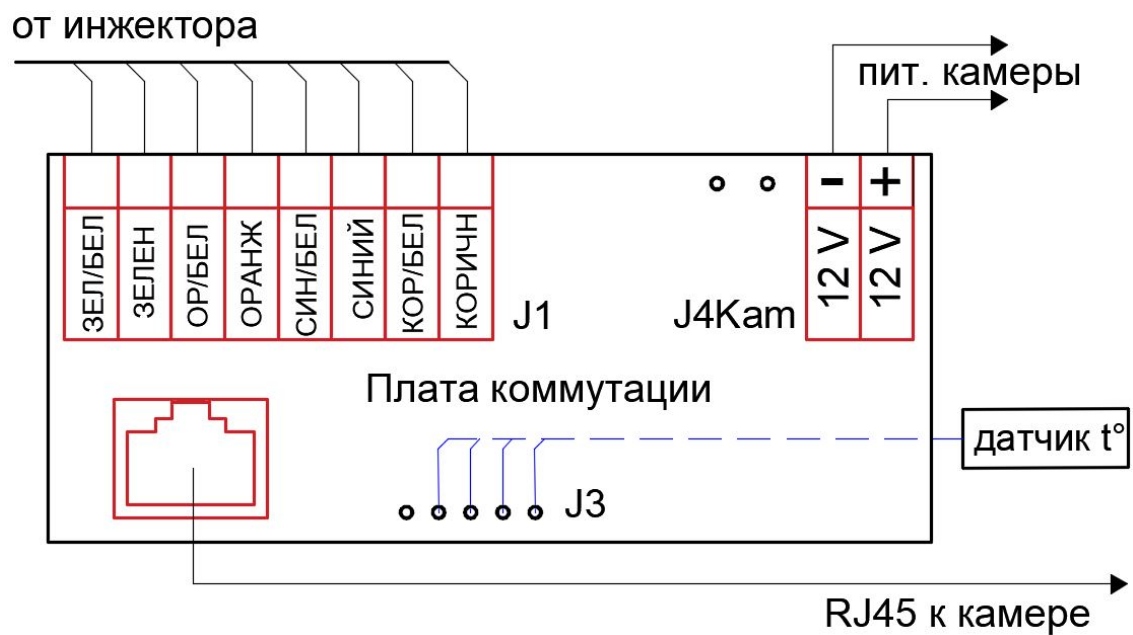 от инжектора
пит. камеры
- +
ЗЕЛ/БЕЛ
ЗЕЛЕН
ОР/БЕЛ
ОРАНЖ
СИН/БЕЛ
СИНИЙ
КОР/БЕЛ
КОРИЧН
J1
J4Kam
12 V
12 V
Плата коммутации
датчик t°
J3
RJ45 к камере